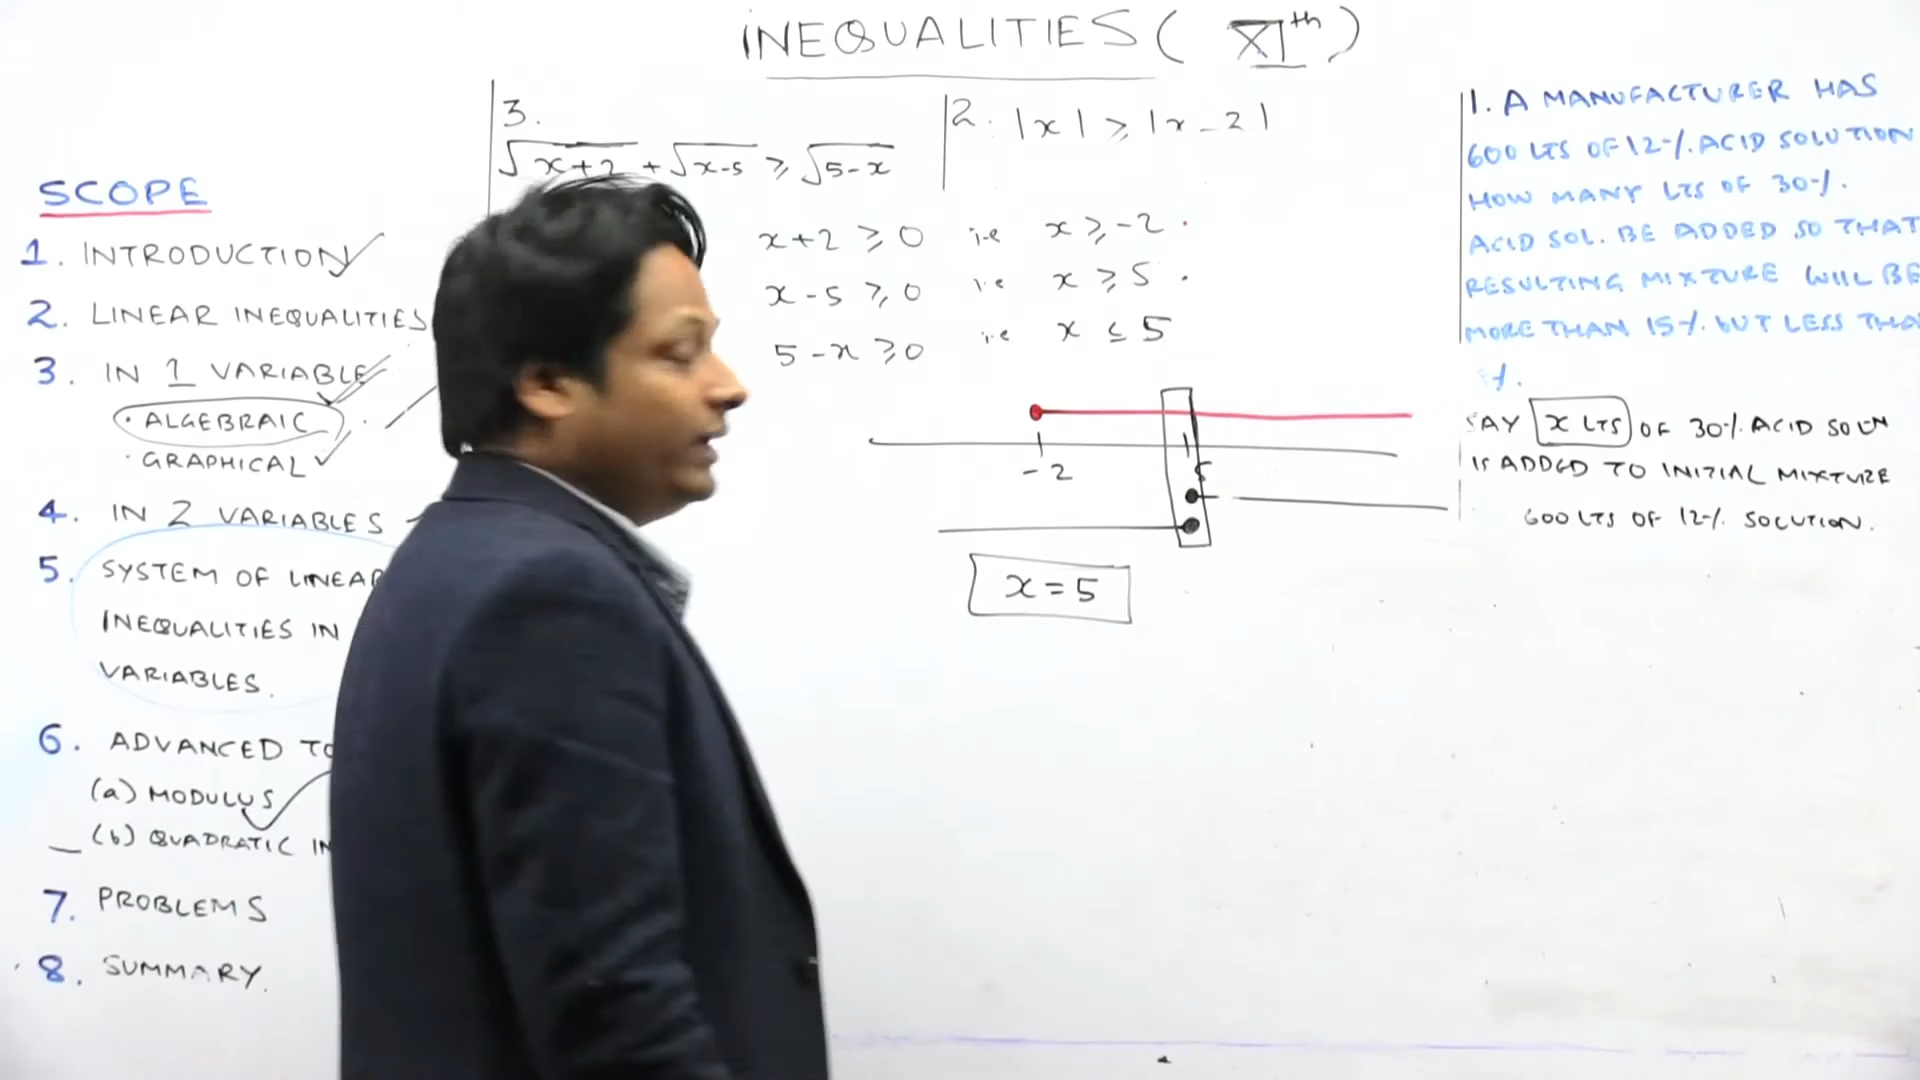 INEQUALITIES ( XIth )
SCOPE
1. INTRODUCTION
2. LINEAR INEQUALITIES
3. IN 1 VARIABLE
· ALGEBRAIC
· GRAPHICAL
4. IN 2 VARIABLES
5. SYSTEM OF LINEAR
INEQUALITIES IN
VARIABLES.
6. ADVANCED TO
(a) MODULUS
(b) QUADRATIC IN
7. PROBLEMS
8. SUMMARY.
3.
√x+2 + √x-5 ≥ √5-x
2. |x| ≥ |x-2|
x+2 ≥ 0 i.e x ≥ -2
x-5 ≥ 0 i.e x ≥ 5
5-x ≥ 0 i.e x ≤ 5
-2 5
x = 5
1. A MANUFACTURER HAS
600 LTS OF 12% ACID SOLUTION
HOW MANY LTS OF 30%
ACID SOL. BE ADDED SO THAT
RESULTING MIXTURE WILL BE
MORE THAN 15% BUT LESS THA
%.
SAY x LTS OF 30% ACID SOLN
IS ADDED TO INITIAL MIXTURE
600 LTS OF 12% SOLUTION.